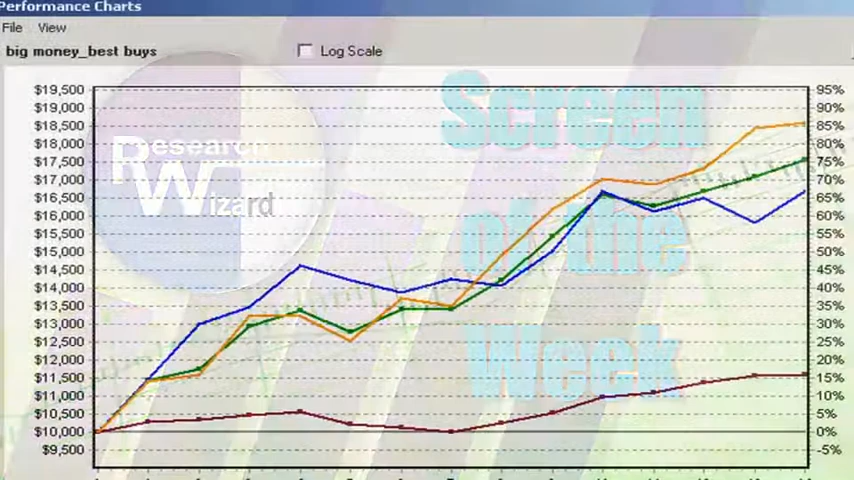 Performance Charts
File View
big money_best buys
Log Scale
Research
Wizard
Screen
of the
Week
$19,500 95%
$19,000 90%
$18,500 85%
$18,000 80%
$17,500 75%
$17,000 70%
$16,500 65%
$16,000 60%
$15,500 55%
$15,000 50%
$14,500 45%
$14,000 40%
$13,500 35%
$13,000 30%
$12,500 25%
$12,000 20%
$11,500 15%
$11,000 10%
$10,500 5%
$10,000 0%
$9,500 -5%